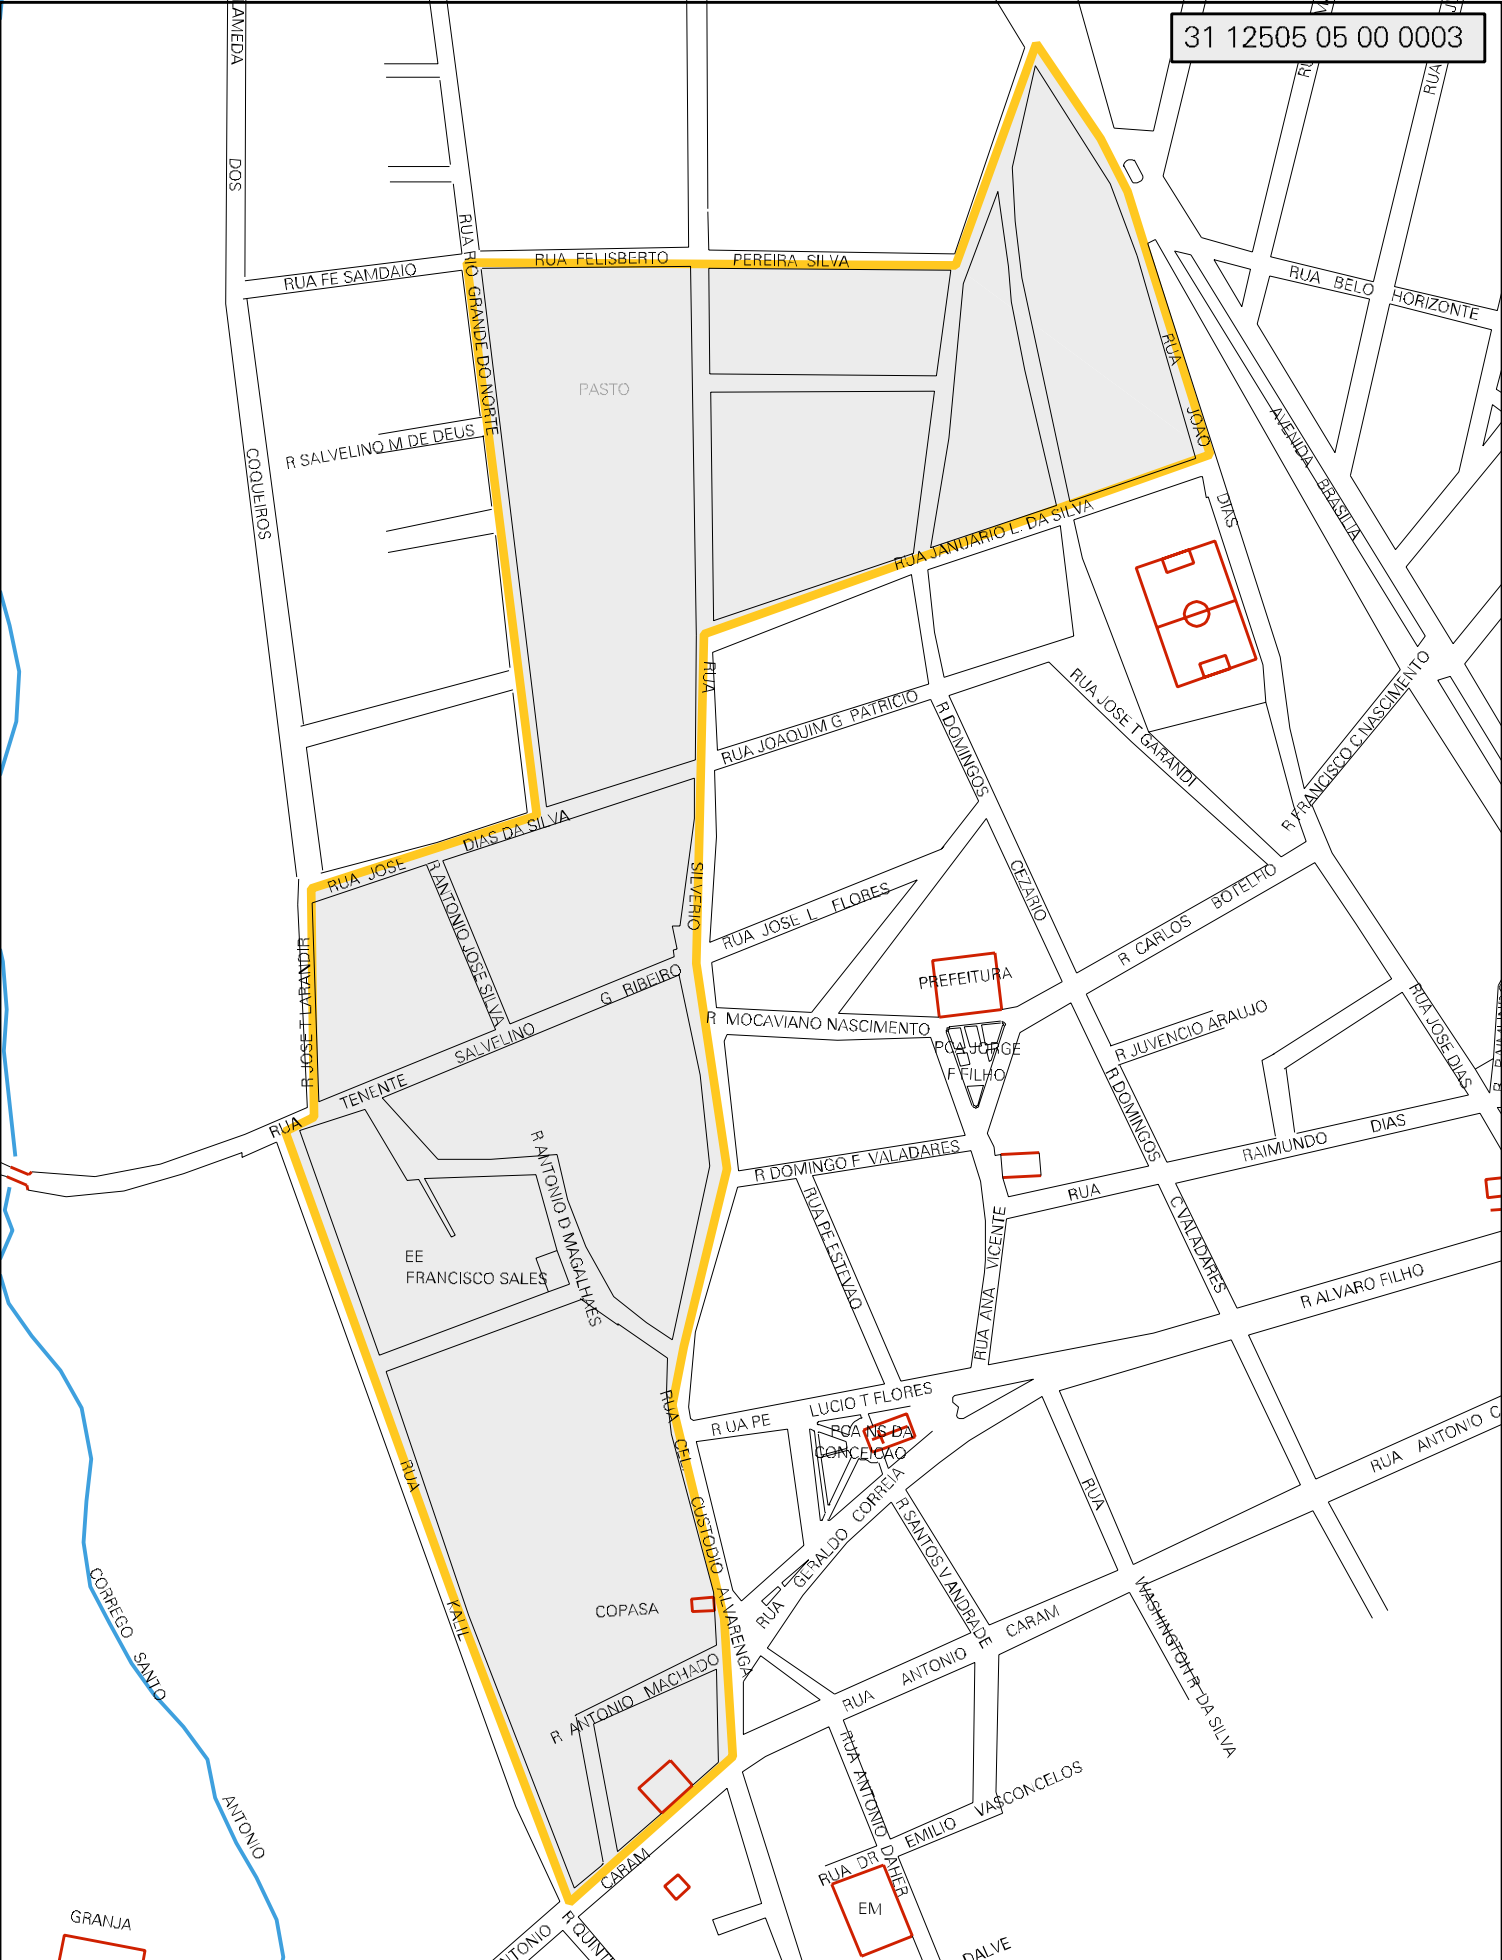 31 12505 05 00 0003
LAMEDA
DOS
COQUEIROS
RUA FE SAMDAIO
RUA RIO GRANDE DO NORTE
RUA FELISBERTO PEREIRA SILVA
RUA BELO HORIZONTE
RUA
RUA JOAO DIAS
AVENIDA BRASILIA
PASTO
R SALVELINO M DE DEUS
RUA JANUARIO L. DA SILVA
RUA SILVERIO
RUA JOAQUIM G PATRICIO
R DOMINGOS CEZARIO
RUA JOSE T GARANDI
R FRANCISCO C NASCIMENTO
RUA JOSE DIAS DA SILVA
R ANTONIO JOSE SILVA
RUA JOSE L FLORES
R CARLOS BOTELHO
R JOSE T LARANDIR
RUA TENENTE SALVELINO G RIBEIRO
PREFEITURA
R MOCAVIANO NASCIMENTO
PCA JORGE
F FILHO
R JUVENCIO ARAUJO
RUA JOSE DIAS
R DOMINGOS C VALADARES
RUA RAIMUNDO DIAS
R DOMINGO F VALADARES
R ANTONIO D MAGALHAES
RUA PE ESTEVAO
RUA ANA VICENTE
EE
FRANCISCO SALES
R ALVARO FILHO
R UA PE LUCIO T FLORES
PCA NS DA
CONCEICAO
RUA CEL. CUSTODIO ALVARENGA
RUA KALIL
RUA GERALDO CORREIA
R SANTOS V ANDRADE
RUA WASHINGTON R DA SILVA
RUA ANTONIO C
COPASA
R ANTONIO MACHADO
RUA ANTONIO CARAM
CORREGO SANTO ANTONIO
RUA ANTONIO DAHER
RUA DR EMILIO VASCONCELOS
CARAM
NTONIO
R QUINT
EM
DALVE
GRANJA